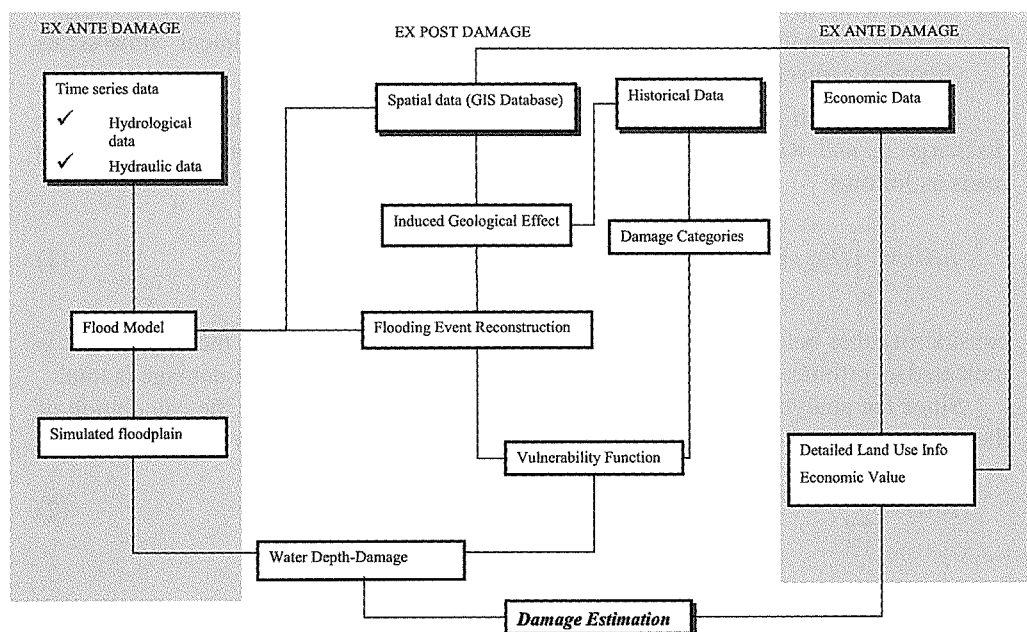 EX ANTE DAMAGE
EX POST DAMAGE
EX ANTE DAMAGE
Time series data
✓ Hydrological
data
✓ Hydraulic data
Spatial data (GIS Database)
Historical Data
Economic Data
Induced Geological Effect
Damage Categories
Flood Model
Flooding Event Reconstruction
Simulated floodplain
Vulnerability Function
Detailed Land Use Info
Economic Value
Water Depth-Damage
Damage Estimation